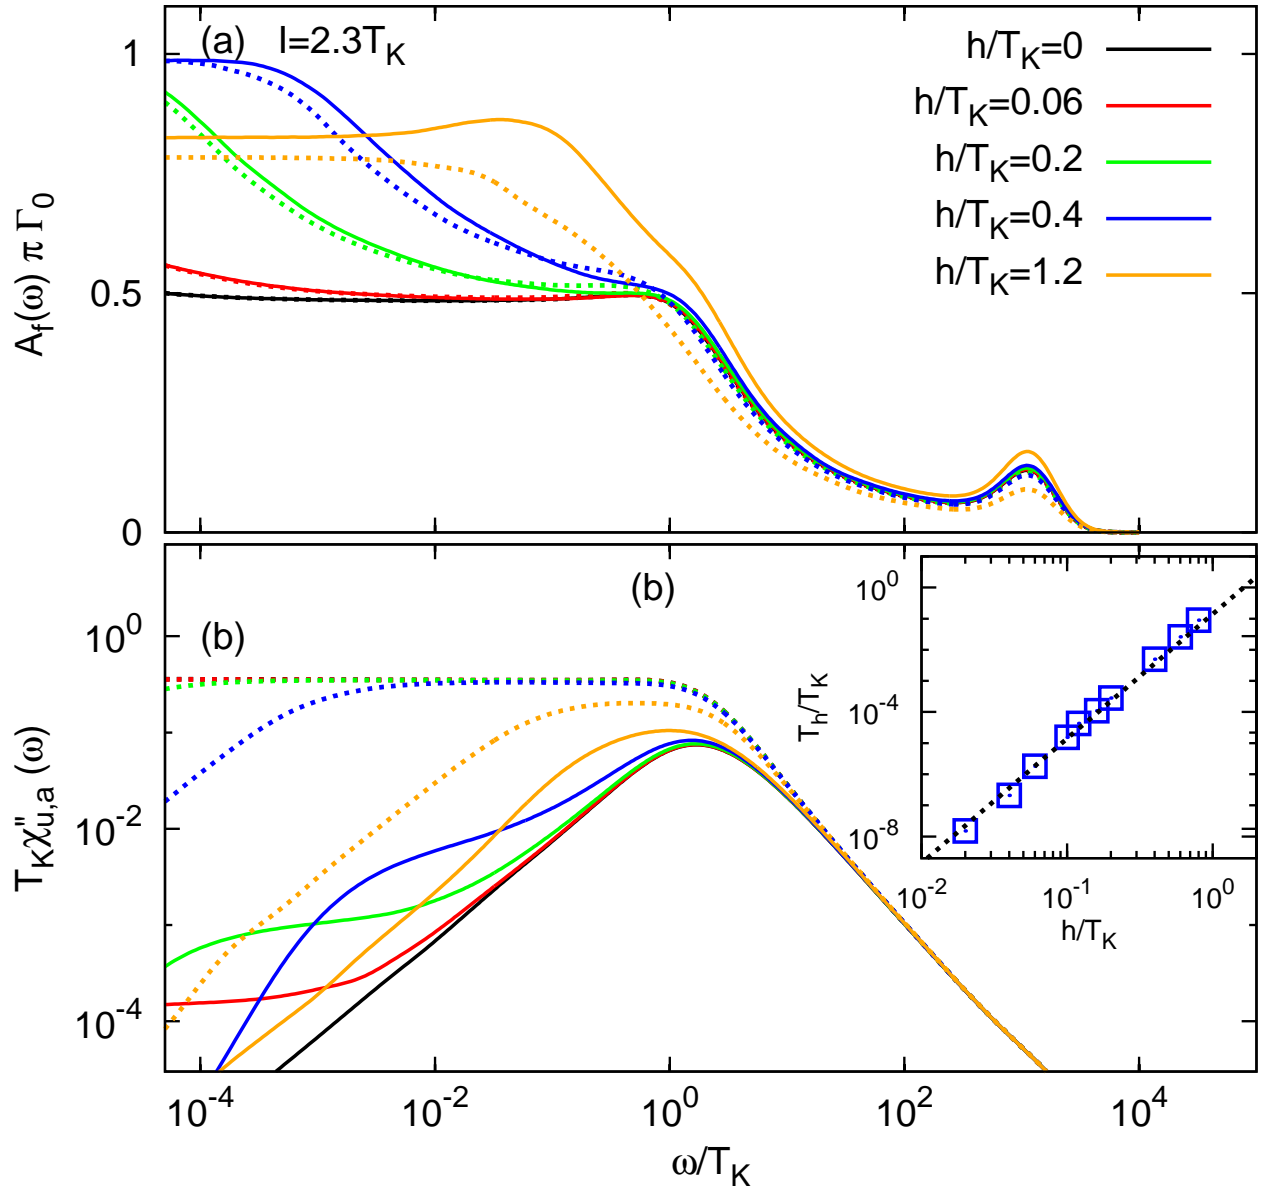 (a) I=2.3T_K
h/T_K=0
h/T_K=0.06
h/T_K=0.2
h/T_K=0.4
h/T_K=1.2
1
0.5
0
A_f(ω) π Γ_0
(b)
(b)
10^0
10^-2
10^-4
T_Kχ''_{u,a} (ω)
10^0
10^-4
10^-8
T_h/T_K
10^-2 10^-1 10^0
h/T_K
10^-4 10^-2 10^0 10^2 10^4
ω/T_K